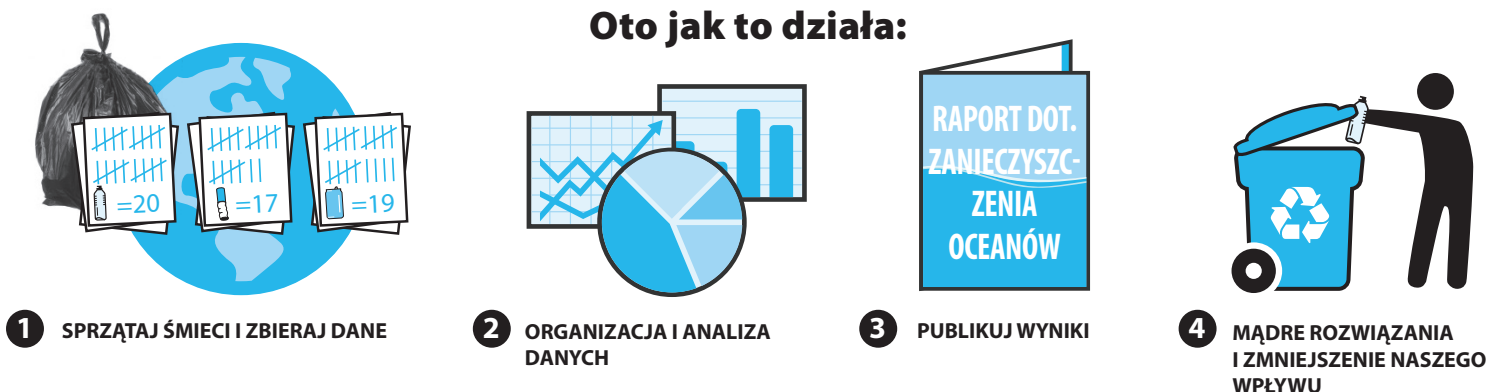 Oto jak to działa:
=20
=17
=19
RAPORT DOT.
ZANIECZYSZC-
ZENIA
OCEANÓW
1 SPRZĄTAJ ŚMIECI I ZBIERAJ DANE
2 ORGANIZACJA I ANALIZA
DANYCH
3 PUBLIKUJ WYNIKI
4 MĄDRE ROZWIĄZANIA
I ZMNIEJSZENIE NASZEGO
WPŁYWU